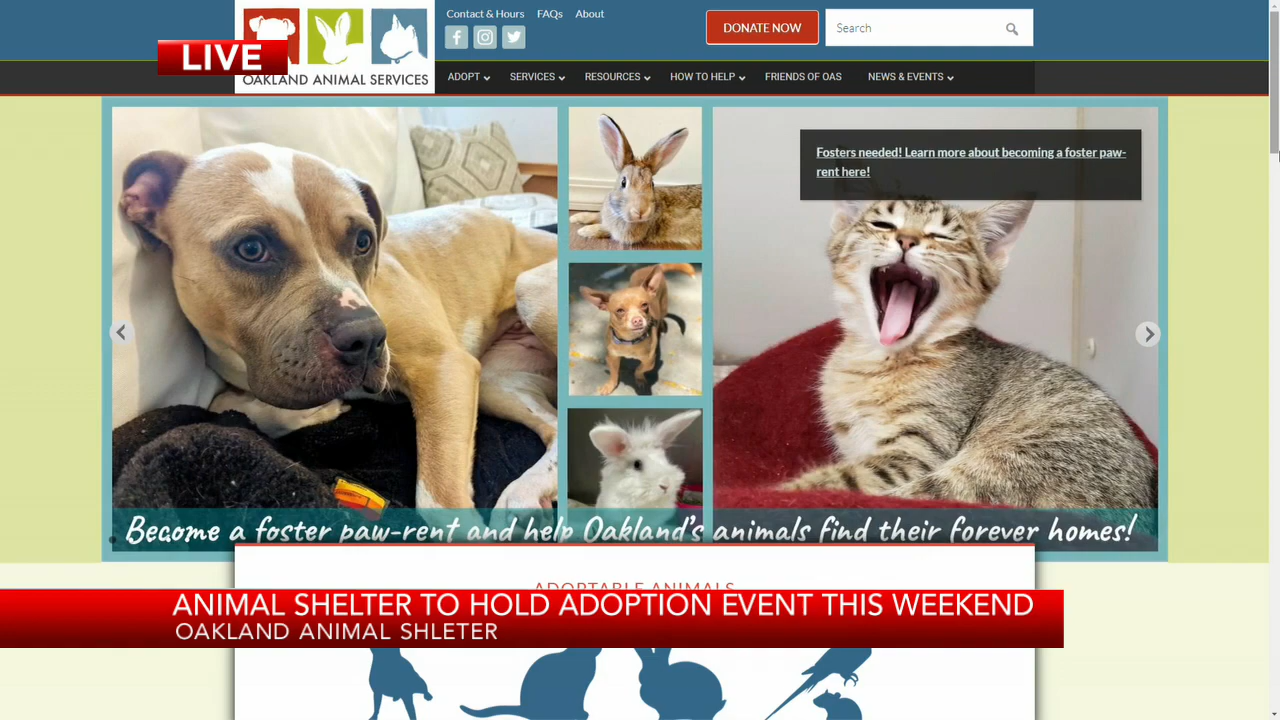 Contact & Hours FAQs About
DONATE NOW
Search
LIVE
OAKLAND ANIMAL SERVICES
ADOPT SERVICES RESOURCES HOW TO HELP FRIENDS OF OAS NEWS & EVENTS
Fosters needed! Learn more about becoming a foster paw-
rent here!
Become a foster paw-rent and help Oakland's animals find their forever homes!
ADOPTABLE ANIMALS
ANIMAL SHELTER TO HOLD ADOPTION EVENT THIS WEEKEND
OAKLAND ANIMAL SHLETER